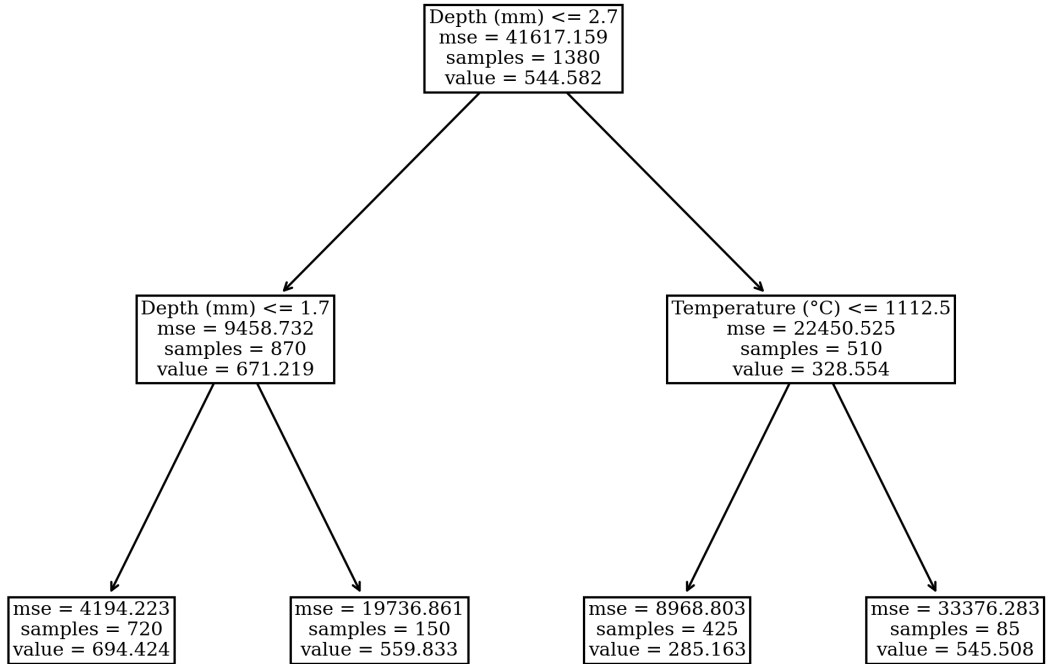 Depth (mm) <= 2.7
mse = 41617.159
samples = 1380
value = 544.582
Depth (mm) <= 1.7
mse = 9458.732
samples = 870
value = 671.219
Temperature (°C) <= 1112.5
mse = 22450.525
samples = 510
value = 328.554
mse = 4194.223
samples = 720
value = 694.424
mse = 19736.861
samples = 150
value = 559.833
mse = 8968.803
samples = 425
value = 285.163
mse = 33376.283
samples = 85
value = 545.508